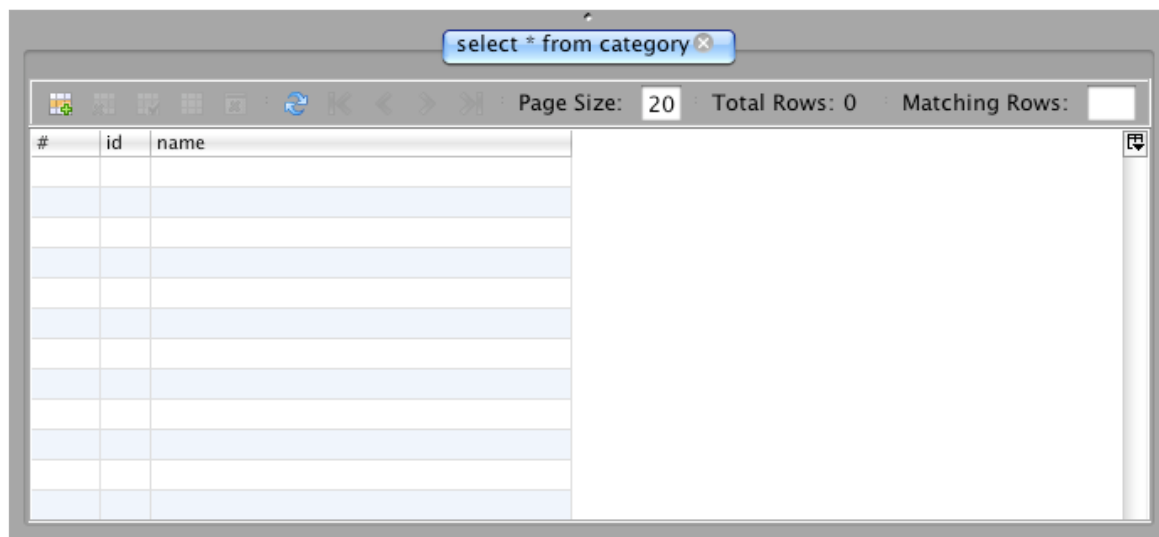 select * from category
Page Size: 20 Total Rows: 0 Matching Rows:
# id name